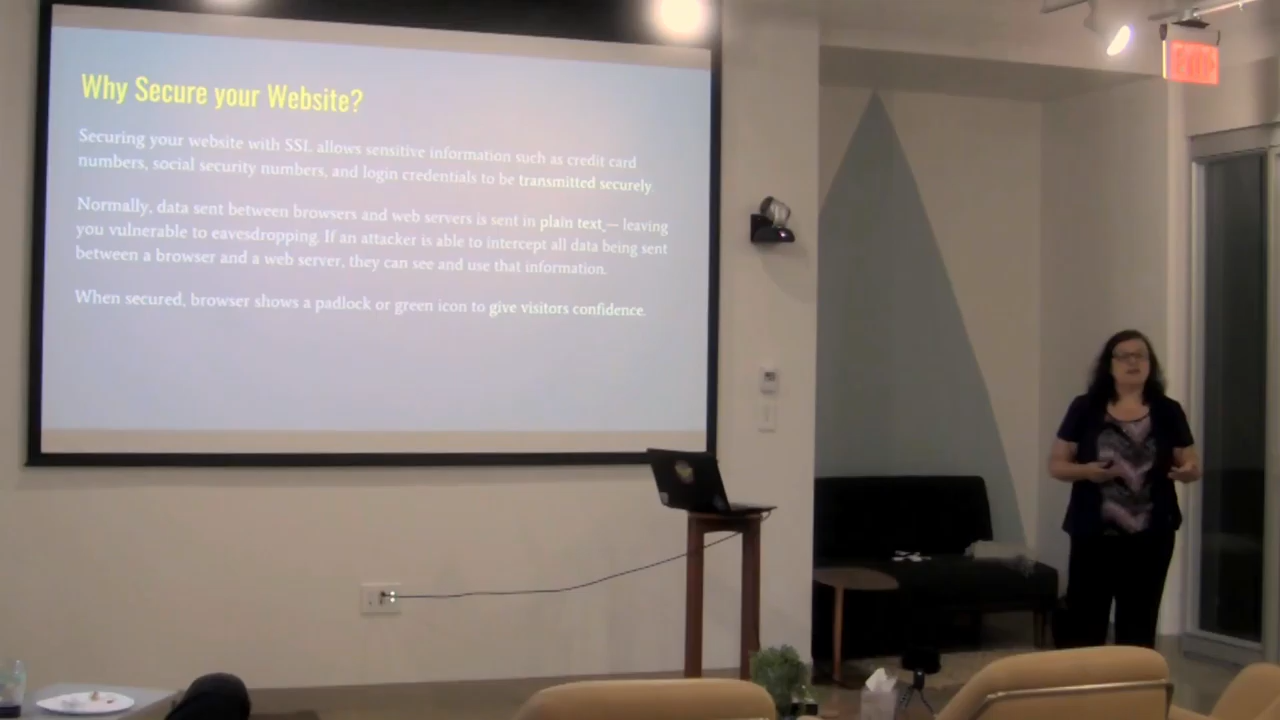 Why Secure your Website?
Securing your website with SSL allows sensitive information such as credit card
numbers, social security numbers, and login credentials to be transmitted securely.
Normally, data sent between browsers and web servers is sent in plain text — leaving
you vulnerable to eavesdropping. If an attacker is able to intercept all data being sent
between a browser and a web server, they can see and use that information.
When secured, browser shows a padlock or green icon to give visitors confidence.
EXIT